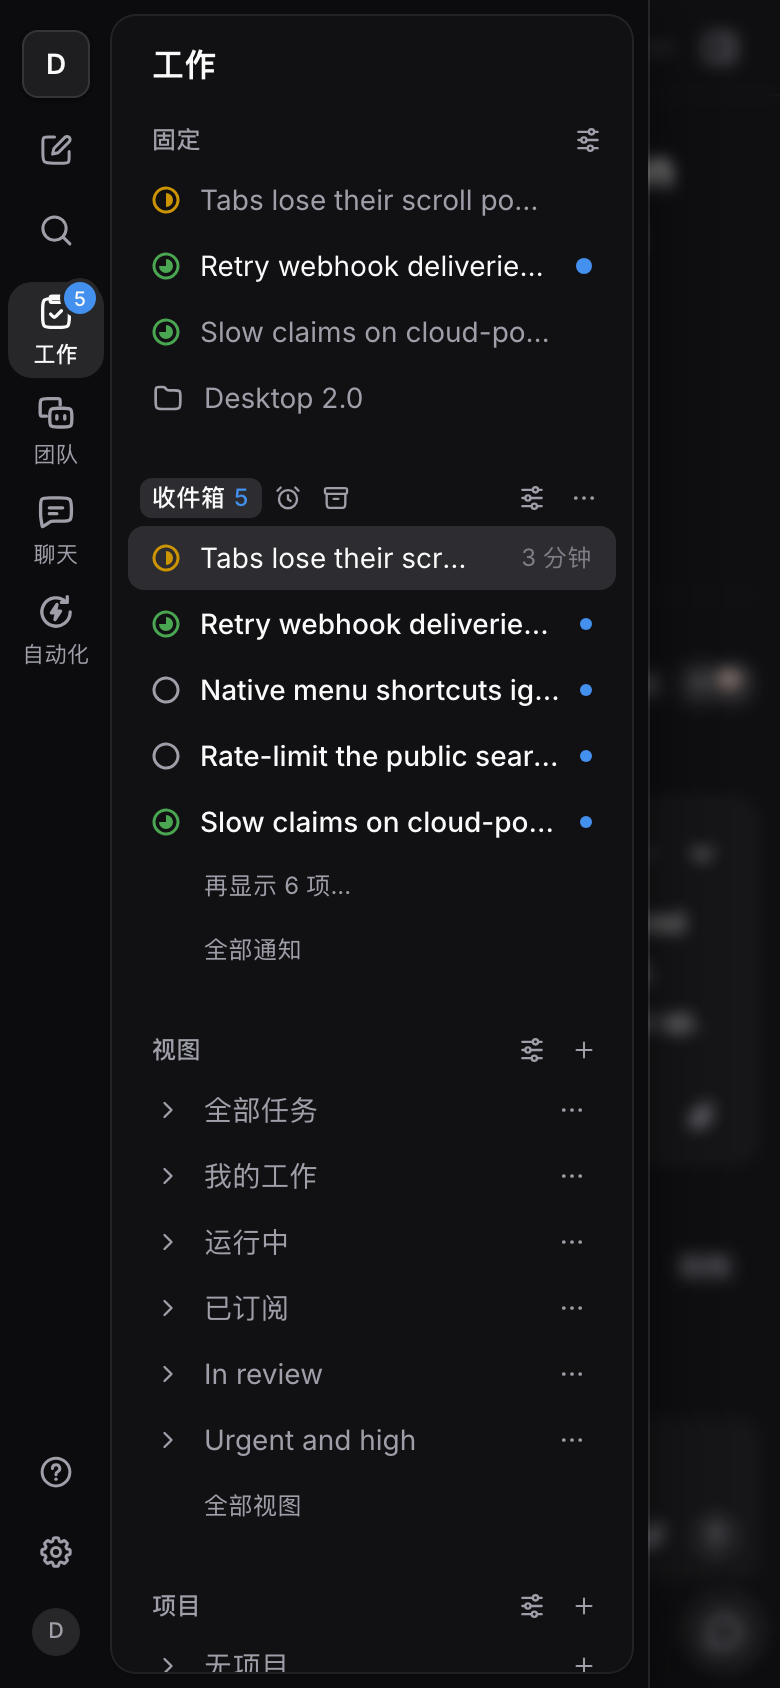 D
工作
固定
Tabs lose their scroll po...
Retry webhook deliverie...
5
Slow claims on cloud-po...
工作
Desktop 2.0
团队
收件箱 5
聊天
Tabs lose their scr... 3 分钟
Retry webhook deliverie...
自动化
Native menu shortcuts ig...
Rate-limit the public sear...
Slow claims on cloud-po...
再显示 6 项...
全部通知
视图
全部任务
我的工作
运行中
已订阅
In review
Urgent and high
全部视图
项目
D
无项目